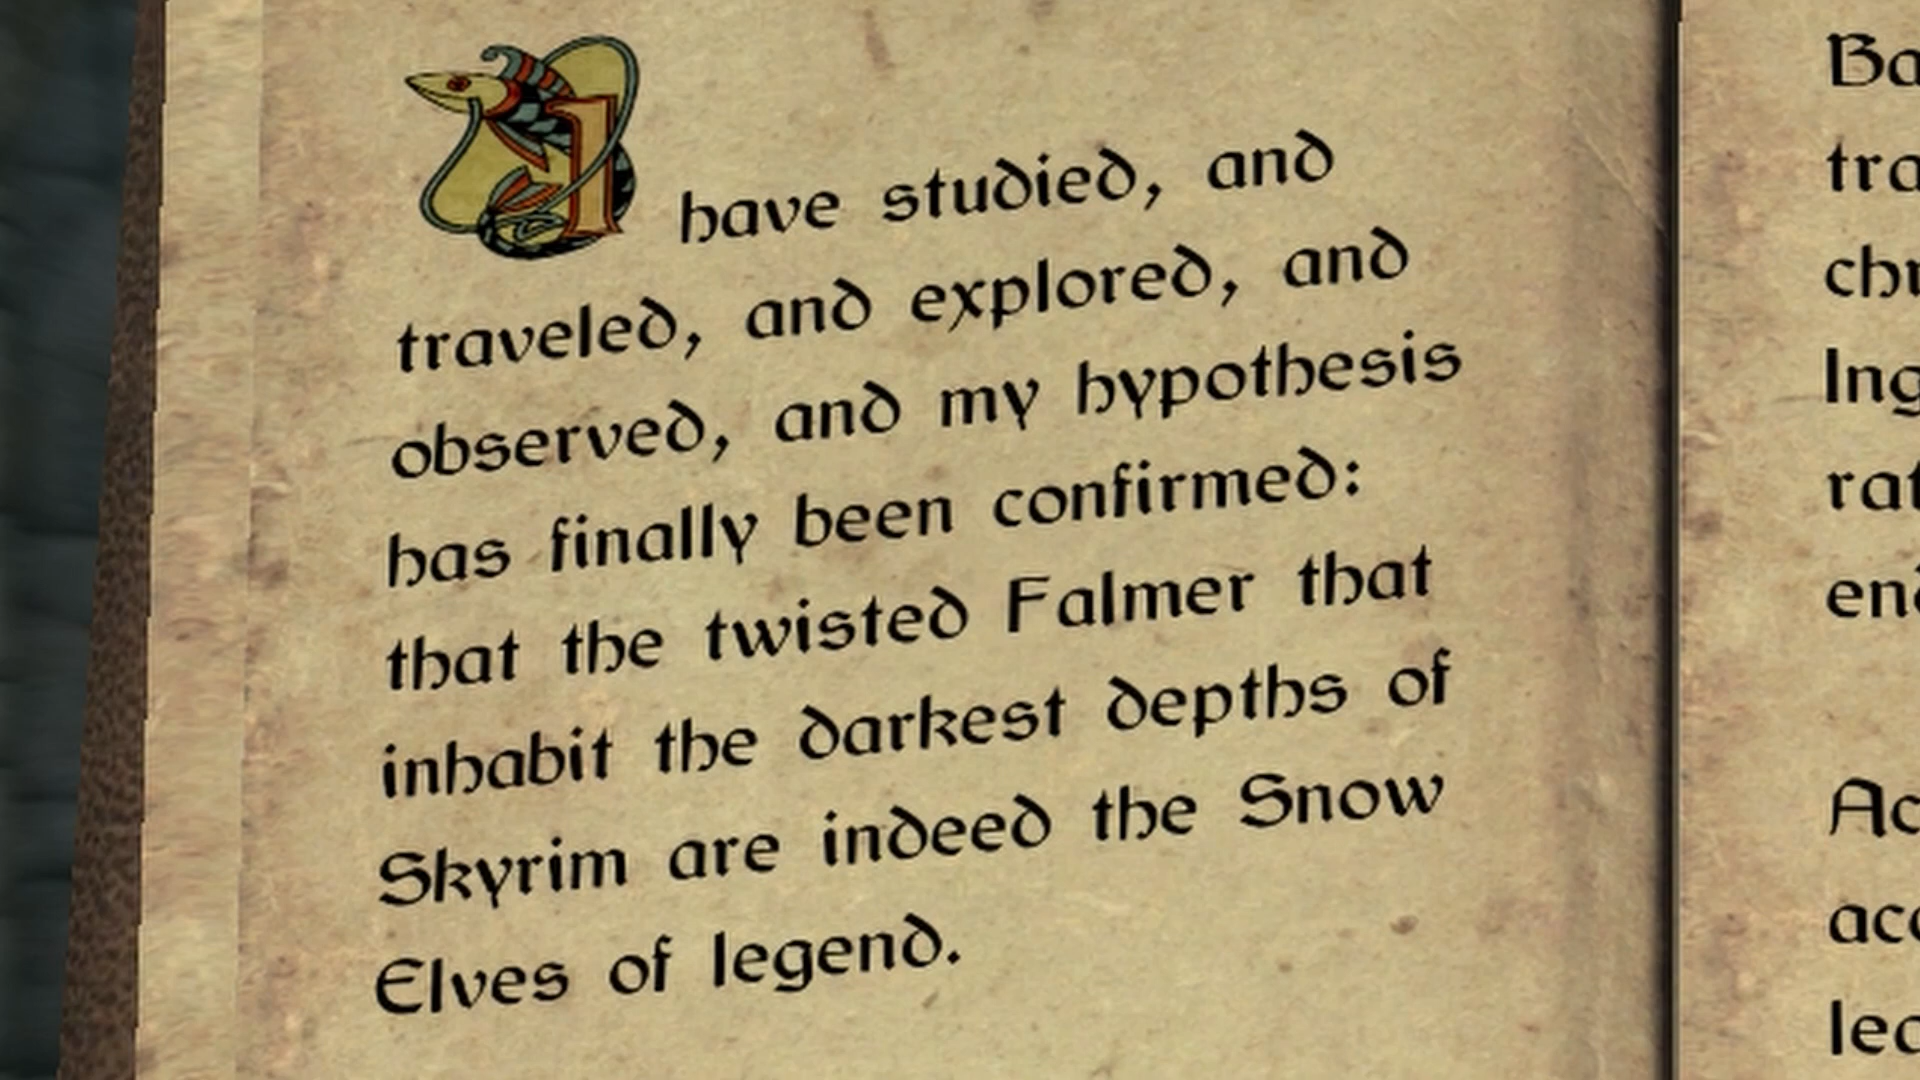 I have studied, and
traveled, and explored, and
observed, and my hypothesis
has finally been confirmed:
that the twisted Falmer that
inhabit the darkest depths of
Skyrim are indeed the Snow
Elves of legend.